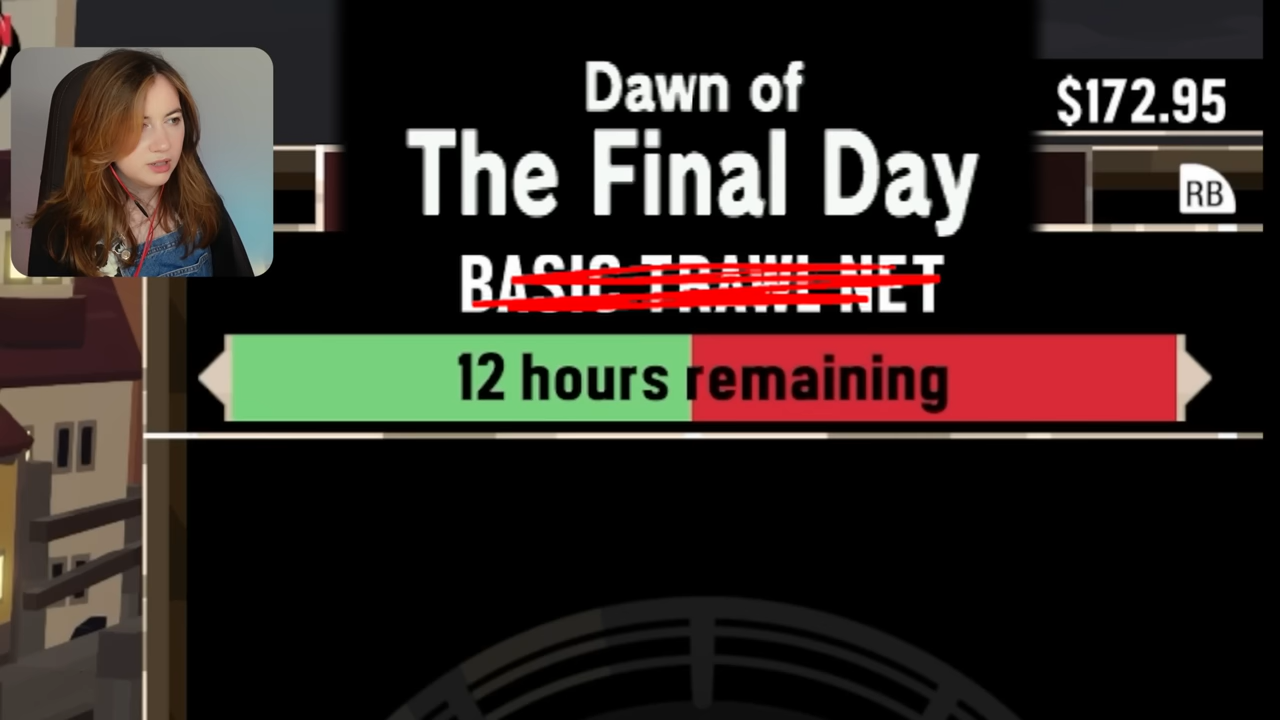 Dawn of
$172.95
The Final Day
RB
BASIC TRAWL NET
12 hours remaining